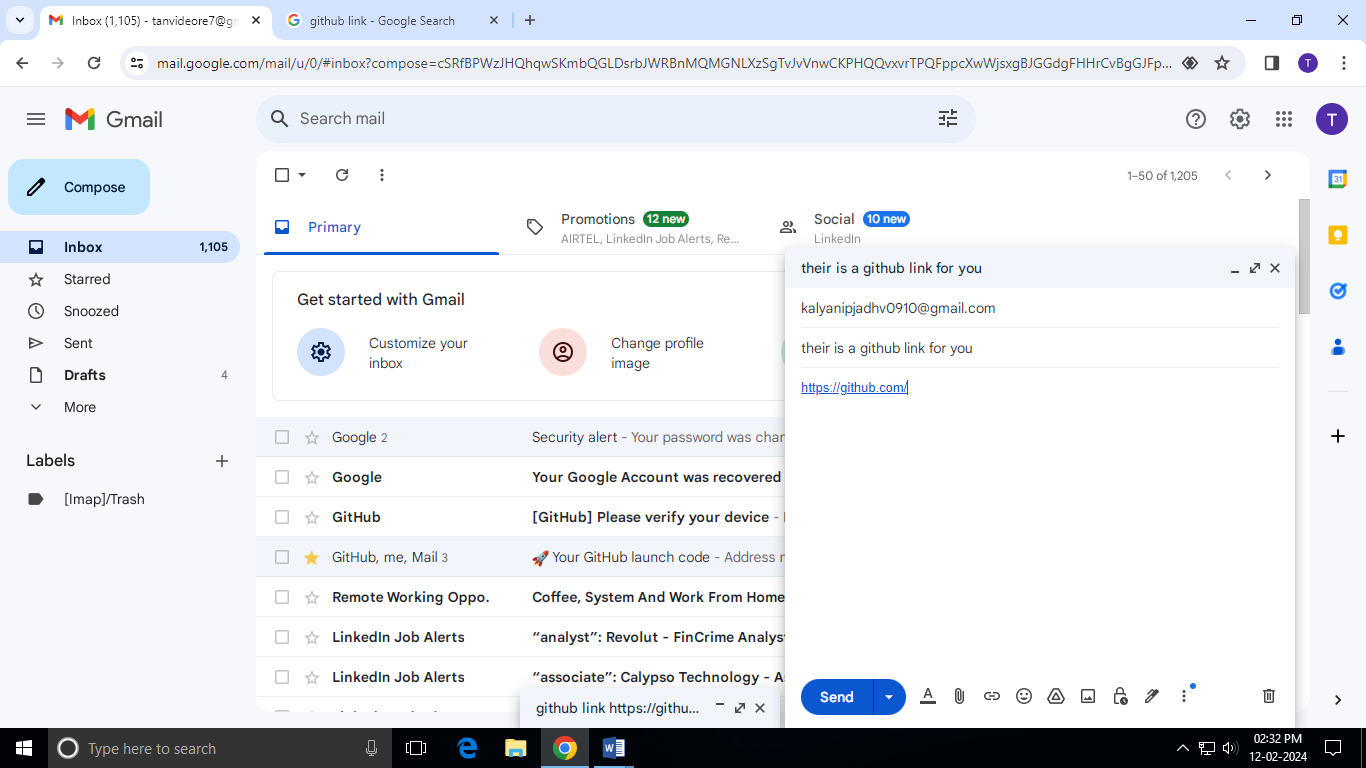 Inbox (1,105) - tanvideore7@gm
github link - Google Search
mail.google.com/mail/u/0/#inbox?compose=cSRfBPWzJHQhqwSKmbQGLDsrbJWRBnMQMGNLXzSgTvJvVnwCKPHQQvxvrTPQFppcXwWjsxgBJGGdgFHHrCvBgGJFp...
T
Gmail
Search mail
T
Compose
1–50 of 1,205
Inbox 1,105
Starred
Snoozed
Sent
Drafts 4
More
Labels
[Imap]/Trash
Primary
Promotions 12 new
AIRTEL, LinkedIn Job Alerts, Re...
Social 10 new
LinkedIn
Get started with Gmail
Customize your
inbox
Change profile
image
Google 2 Security alert - Your password was chan
Google Your Google Account was recovered
GitHub [GitHub] Please verify your device -
GitHub, me, Mail 3 🚀 Your GitHub launch code - Address
Remote Working Oppo. Coffee, System And Work From Home
LinkedIn Job Alerts “analyst”: Revolut - FinCrime Analyst
LinkedIn Job Alerts “associate”: Calypso Technology - As
their is a github link for you
kalyanipjadhv0910@gmail.com
their is a github link for you
https://github.com/
Send
github link https://githu...
31
Type here to search
02:32 PM
12-02-2024